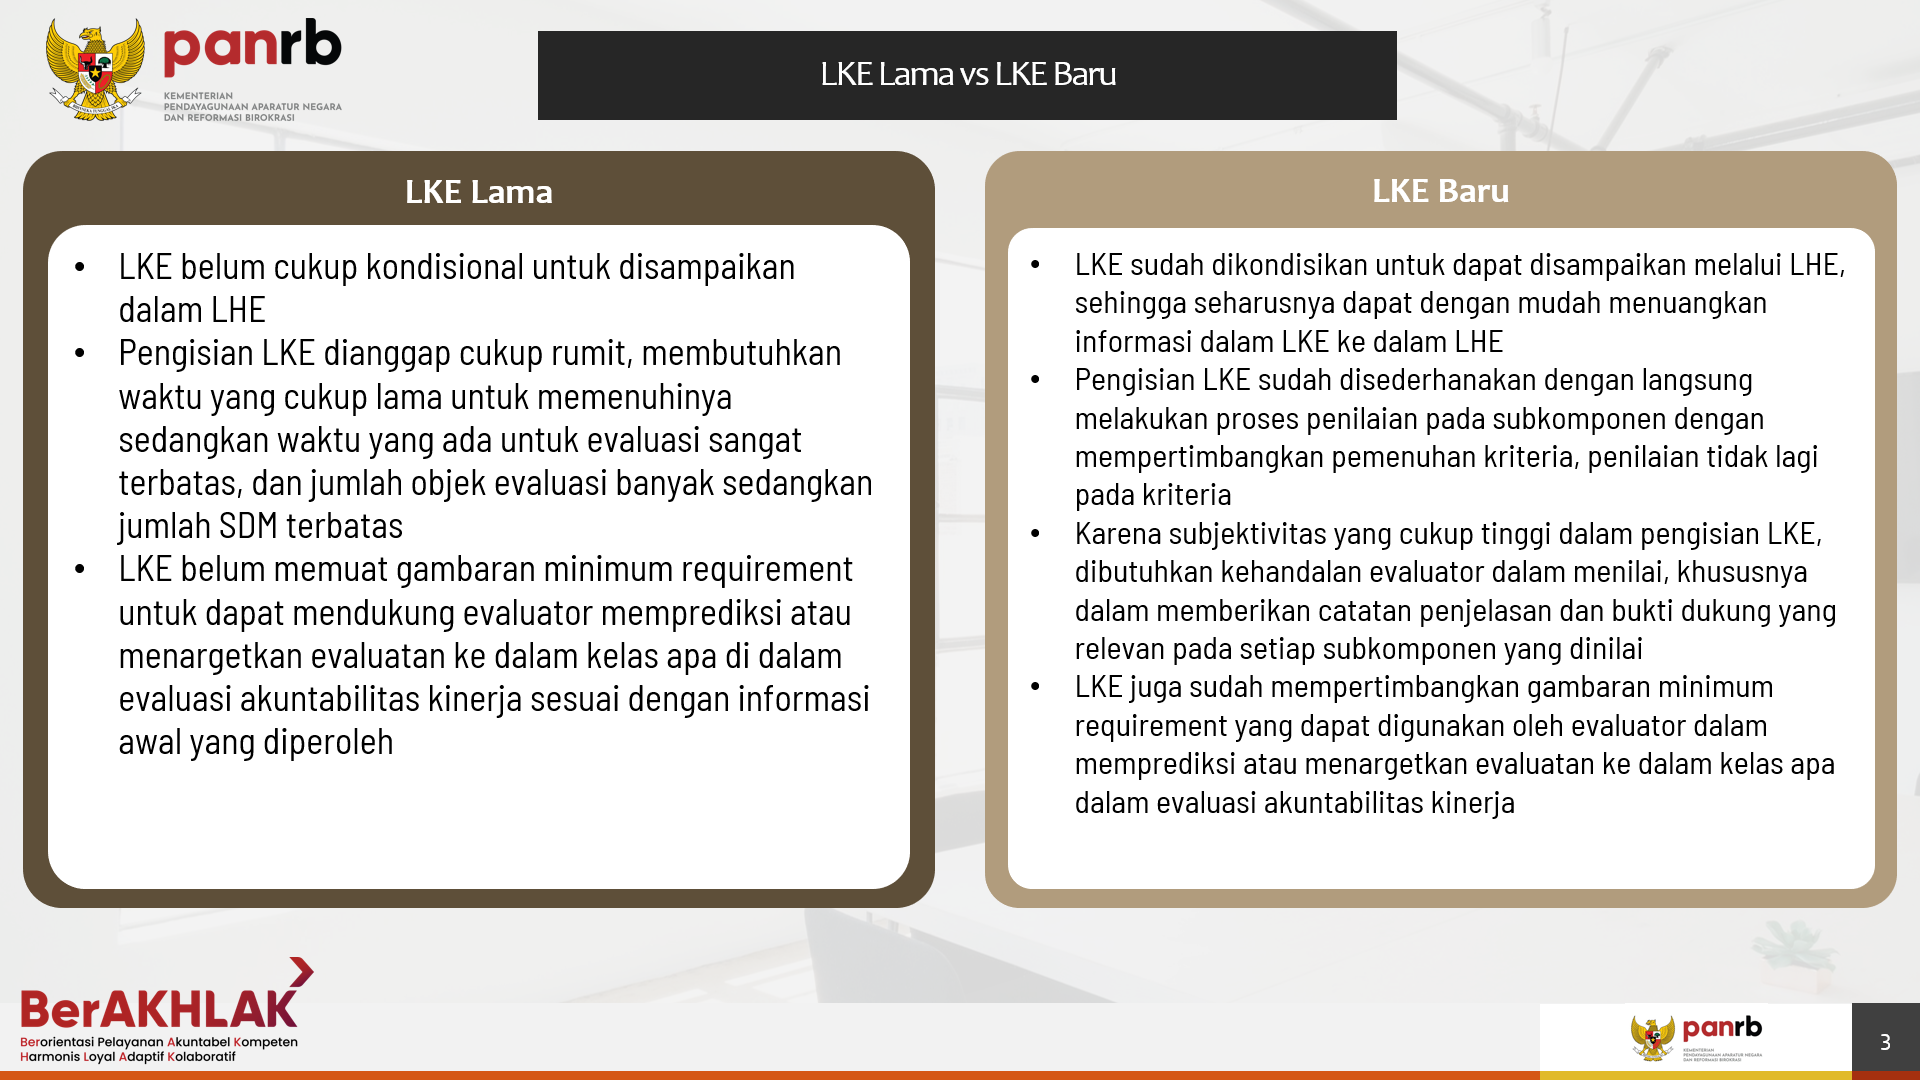 panrb
KEMENTERIAN
PENDAYAGUNAAN APARATUR NEGARA
DAN REFORMASI BIROKRASI
LKE Lama vs LKE Baru
LKE Lama
• LKE belum cukup kondisional untuk disampaikan
dalam LHE
• Pengisian LKE dianggap cukup rumit, membutuhkan
waktu yang cukup lama untuk memenuhinya
sedangkan waktu yang ada untuk evaluasi sangat
terbatas, dan jumlah objek evaluasi banyak sedangkan
jumlah SDM terbatas
• LKE belum memuat gambaran minimum requirement
untuk dapat mendukung evaluator memprediksi atau
menargetkan evaluatan ke dalam kelas apa di dalam
evaluasi akuntabilitas kinerja sesuai dengan informasi
awal yang diperoleh
LKE Baru
• LKE sudah dikondisikan untuk dapat disampaikan melalui LHE,
sehingga seharusnya dapat dengan mudah menuangkan
informasi dalam LKE ke dalam LHE
• Pengisian LKE sudah disederhanakan dengan langsung
melakukan proses penilaian pada subkomponen dengan
mempertimbangkan pemenuhan kriteria, penilaian tidak lagi
pada kriteria
• Karena subjektivitas yang cukup tinggi dalam pengisian LKE,
dibutuhkan kehandalan evaluator dalam menilai, khususnya
dalam memberikan catatan penjelasan dan bukti dukung yang
relevan pada setiap subkomponen yang dinilai
• LKE juga sudah mempertimbangkan gambaran minimum
requirement yang dapat digunakan oleh evaluator dalam
memprediksi atau menargetkan evaluatan ke dalam kelas apa
dalam evaluasi akuntabilitas kinerja
BerAKHLAK
Berorientasi Pelayanan Akuntabel Kompeten
Harmonis Loyal Adaptif Kolaboratif
panrb
KEMENTERIAN
PENDAYAGUNAAN APARATUR NEGARA
DAN REFORMASI BIROKRASI
3